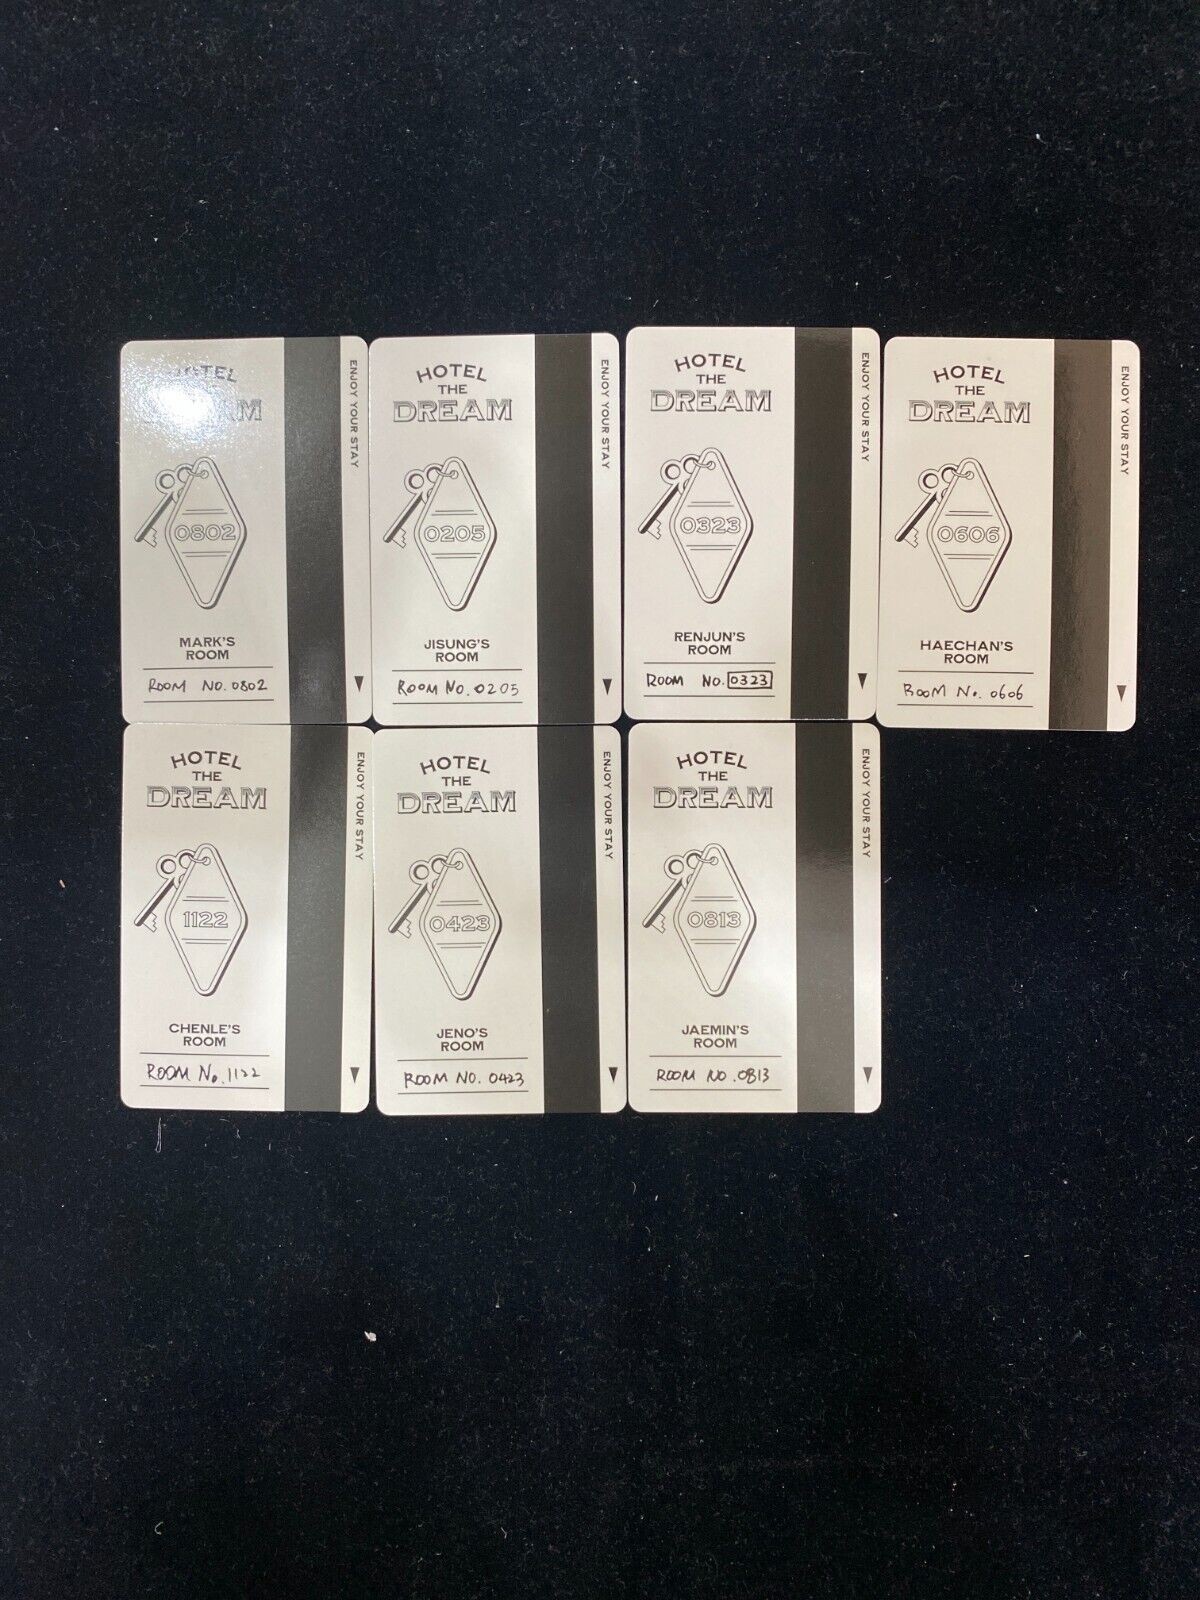 HOTEL
THE
DREAM
ENJOY YOUR STAY
0205
JISUNG'S
ROOM
ROOM NO. 0205
THE
ENJOY YOUR STAY
0802
MARK'S
ROOM
ROOM NO. 0802
HOTEL
THE
DREAM
ENJOY YOUR STAY
0323
RENJUN'S
ROOM
ROOM NO. 0323
HOTEL
THE
DREAM
ENJOY YOUR STAY
0606
HAECHAN'S
ROOM
ROOM No. 0606
HOTEL
THE
DREAM
ENJOY YOUR STAY
1122
CHENLE'S
ROOM
ROOM No. 1122
HOTEL
THE
DREAM
ENJOY YOUR STAY
0423
JENO'S
ROOM
ROOM NO. 0423
HOTEL
THE
DREAM
ENJOY YOUR STAY
0813
JAEMIN'S
ROOM
ROOM NO. 0813